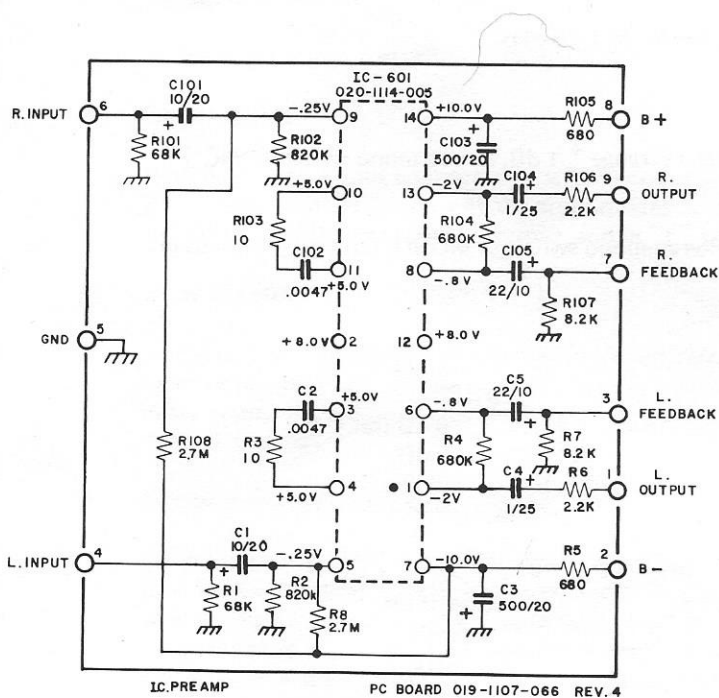 IC-601
020-1114-005
C101
10/20
6
R. INPUT
+
-.25V
9
14
+10.0V
R105
680
8
B+
R101
68K
R102
820K
+
C103
500/20
C104
+
1/25
R106
2.2K
9
R.
OUTPUT
+5.0V
10
13
-2V
R103
10
C102
.0047
R104
680K
C105
+
22/10
7
R.
FEEDBACK
11
+5.0V
8
-.8V
R107
8.2K
5
GND
+8.0V
2
12
+8.0V
C2
.0047
+5.0V
3
6
-.8V
C5
22/10
+
3
L.
FEEDBACK
R108
2.7M
R3
10
R4
680K
R7
8.2K
C4
+
1/25
R6
2.2K
1
L.
OUTPUT
+5.0V
4
1
-2V
4
L. INPUT
C1
10/20
+
-.25V
5
7
-10.0V
R5
680
2
B-
R1
68K
R2
820k
R8
2.7M
C3
500/20
+
I.C. PREAMP
PC BOARD 019-1107-066 REV. 4